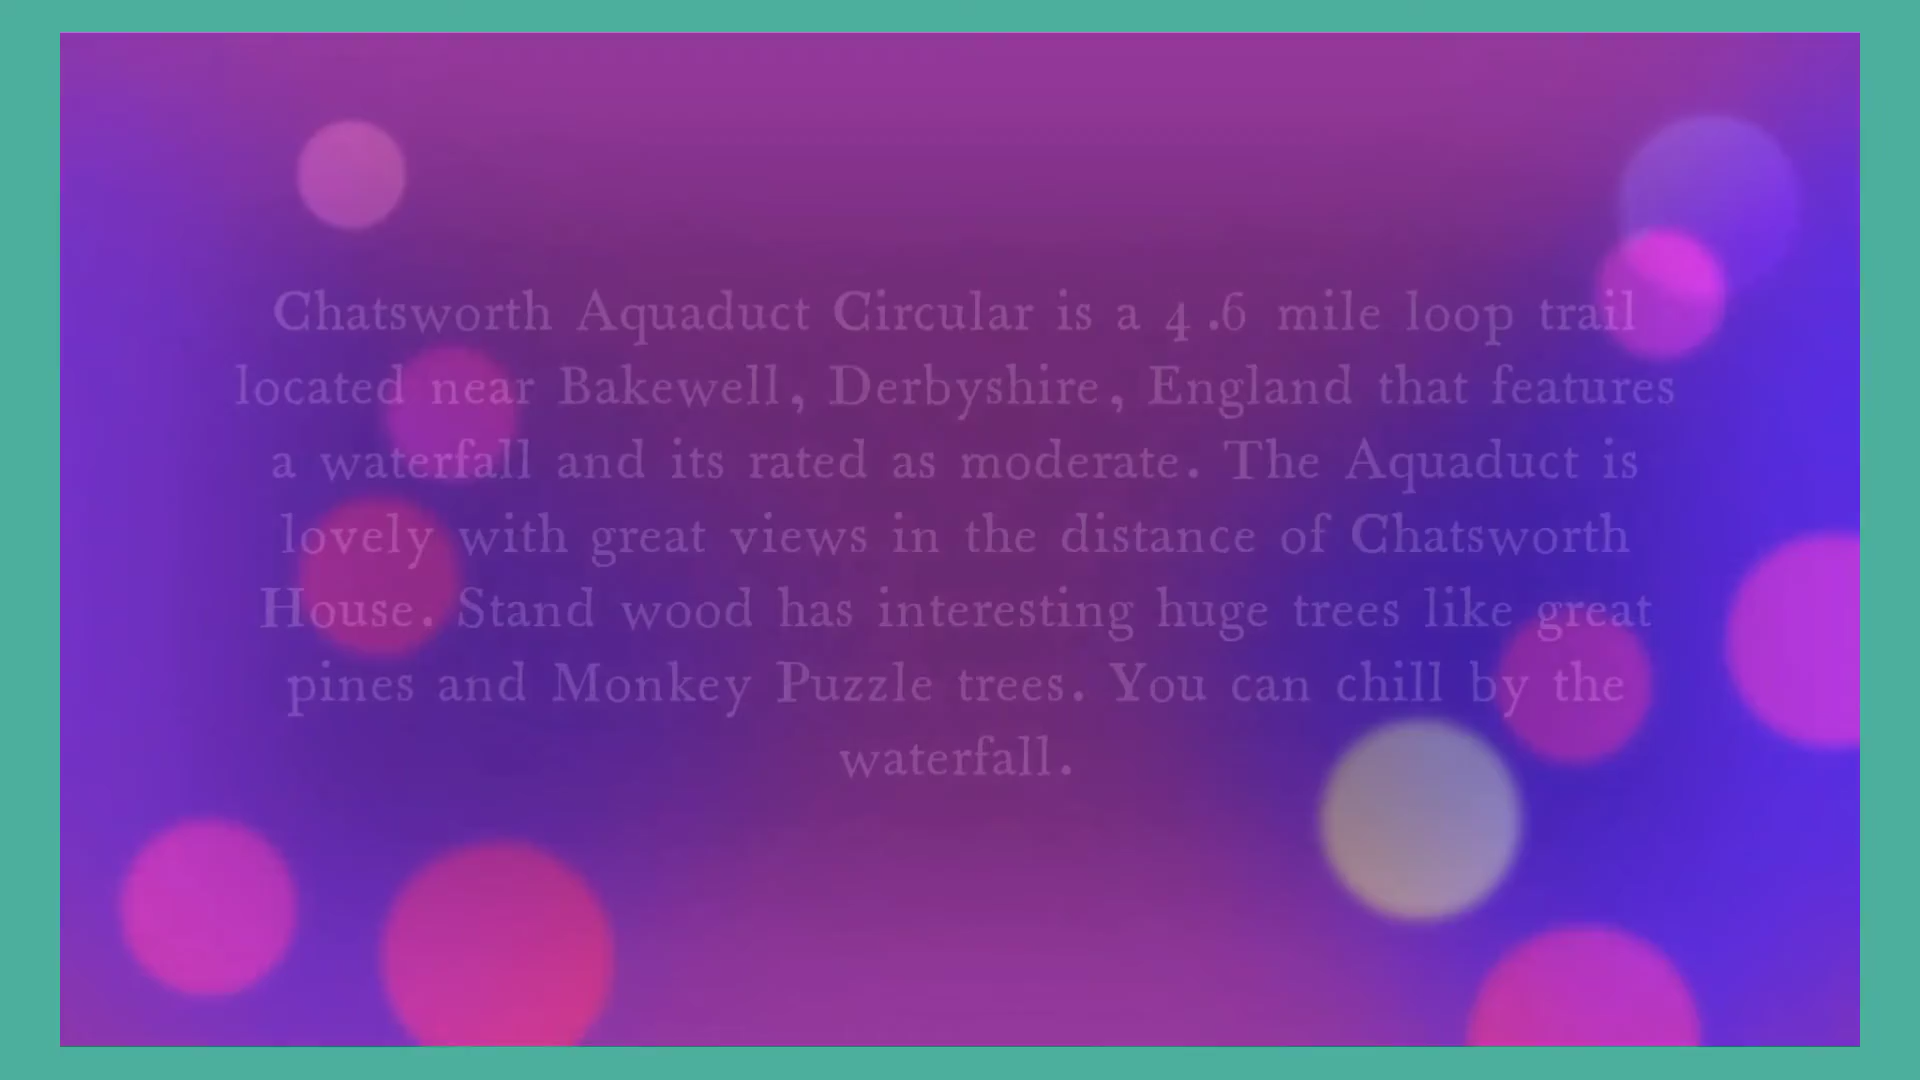 Chatsworth Aquaduct Circular is a 4.6 mile loop trail
located near Bakewell, Derbyshire, England that features
a waterfall and its rated as moderate. The Aquaduct is
lovely with great views in the distance of Chatsworth
House. Stand wood has interesting huge trees like great
pines and Monkey Puzzle trees. You can chill by the
waterfall.